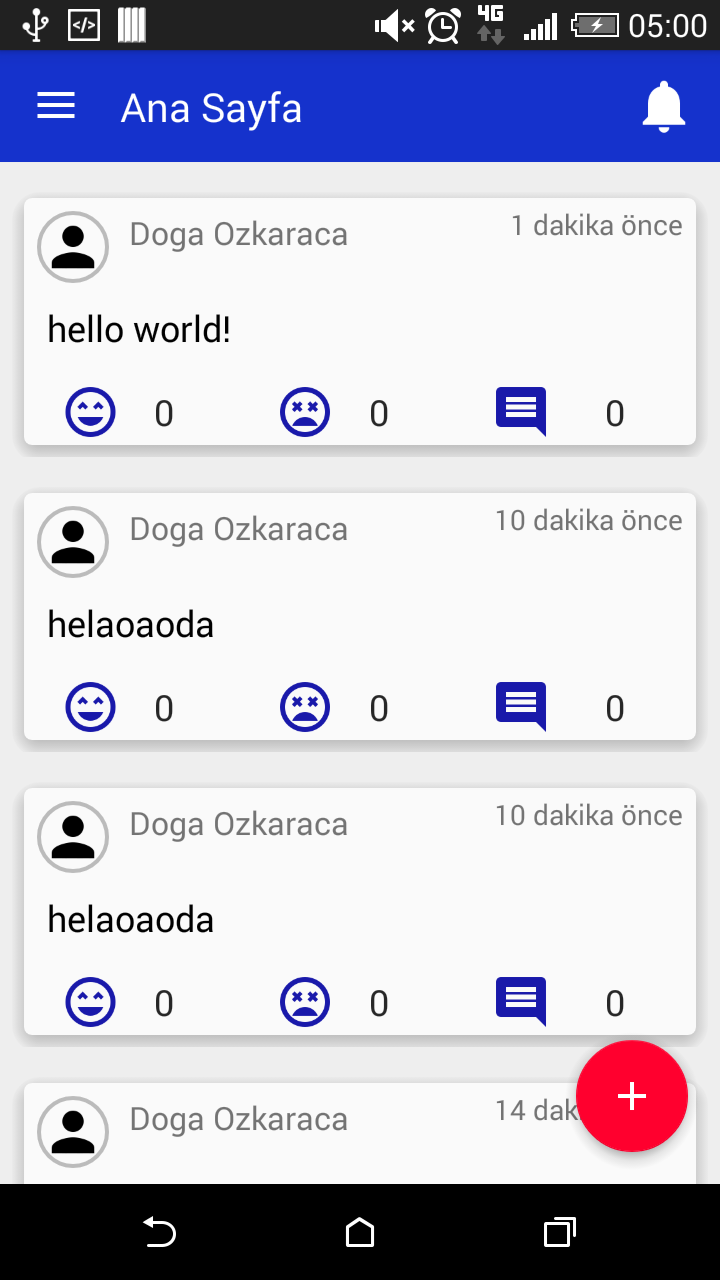 4G 05:00
Ana Sayfa
Doga Ozkaraca 1 dakika önce
hello world!
0 0 0
Doga Ozkaraca 10 dakika önce
helaoaoda
0 0 0
Doga Ozkaraca 10 dakika önce
helaoaoda
0 0 0
Doga Ozkaraca 14 dak
+